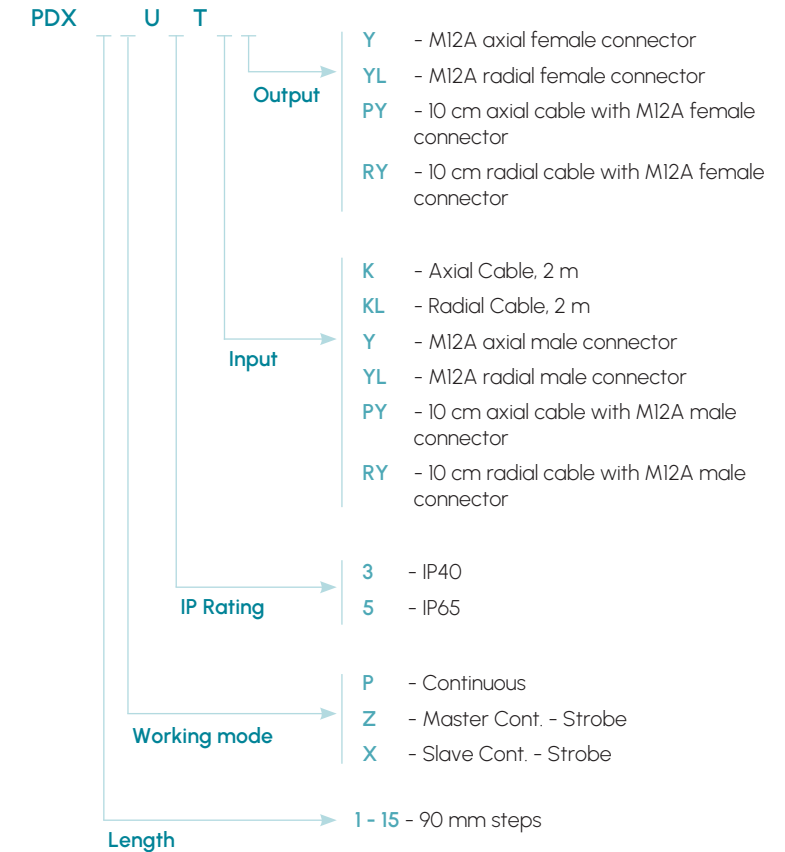 PDX _ _ U _ T _ _
Y - M12A axial female connector
YL - M12A radial female connector
Output
PY - 10 cm axial cable with M12A female
connector
RY - 10 cm radial cable with M12A female
connector
K - Axial Cable, 2 m
KL - Radial Cable, 2 m
Y - M12A axial male connector
Input
YL - M12A radial male connector
PY - 10 cm axial cable with M12A male
connector
RY - 10 cm radial cable with M12A male
connector
3 - IP40
IP Rating
5 - IP65
P - Continuous
Z - Master Cont. - Strobe
Working mode
X - Slave Cont. - Strobe
1 - 15 - 90 mm steps
Length